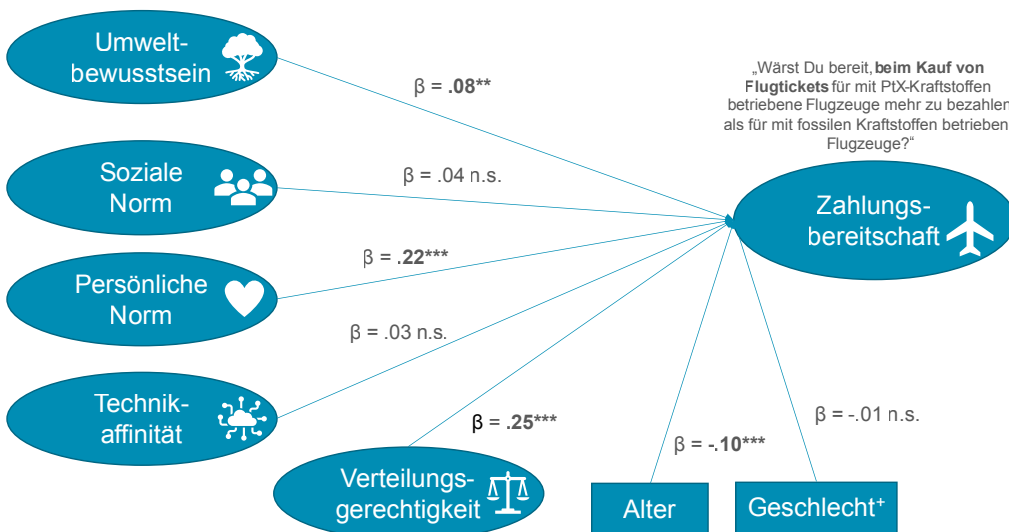 Umwelt-
bewusstsein
β = .08**
„Wärst Du bereit, beim Kauf von
Flugtickets für mit PtX-Kraftstoffen
betriebene Flugzeuge mehr zu bezahlen
als für mit fossilen Kraftstoffen betrieben
Flugzeuge?“
Soziale
Norm
β = .04 n.s.
Zahlungs-
bereitschaft
Persönliche
Norm
β = .22***
β = .03 n.s.
Technik-
affinität
β = .25***
β = -.10***
β = -.01 n.s.
Verteilungs-
gerechtigkeit
Alter
Geschlecht⁺